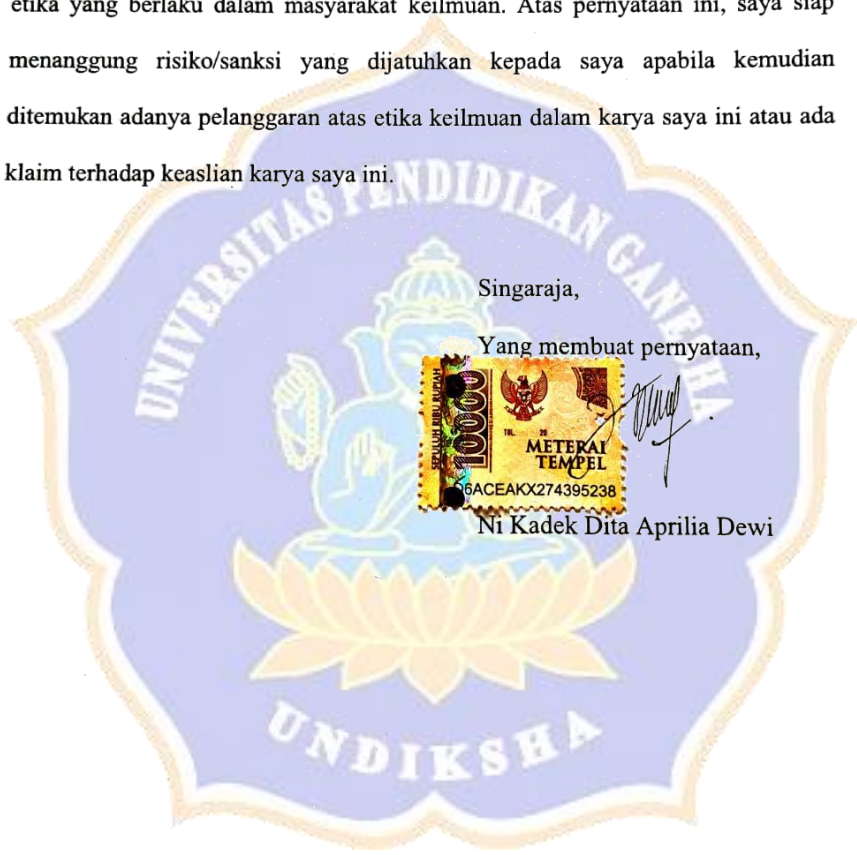 etika yang berlaku dalam masyarakat keilmuan. Atas pernyataan ini, saya siap
menanggung risiko/sanksi yang dijatuhkan kepada saya apabila kemudian
ditemukan adanya pelanggaran atas etika keilmuan dalam karya saya ini atau ada
klaim terhadap keaslian karya saya ini.
UNIVERSITAS PENDIDIKAN GANESHA
Singaraja,
Yang membuat pernyataan,
SEPULUH RIBU RUPIAH
10000
TGL. 20
METERAI
TEMPEL
6ACEAKX274395238
Ni Kadek Dita Aprilia Dewi
UNDIKSHA